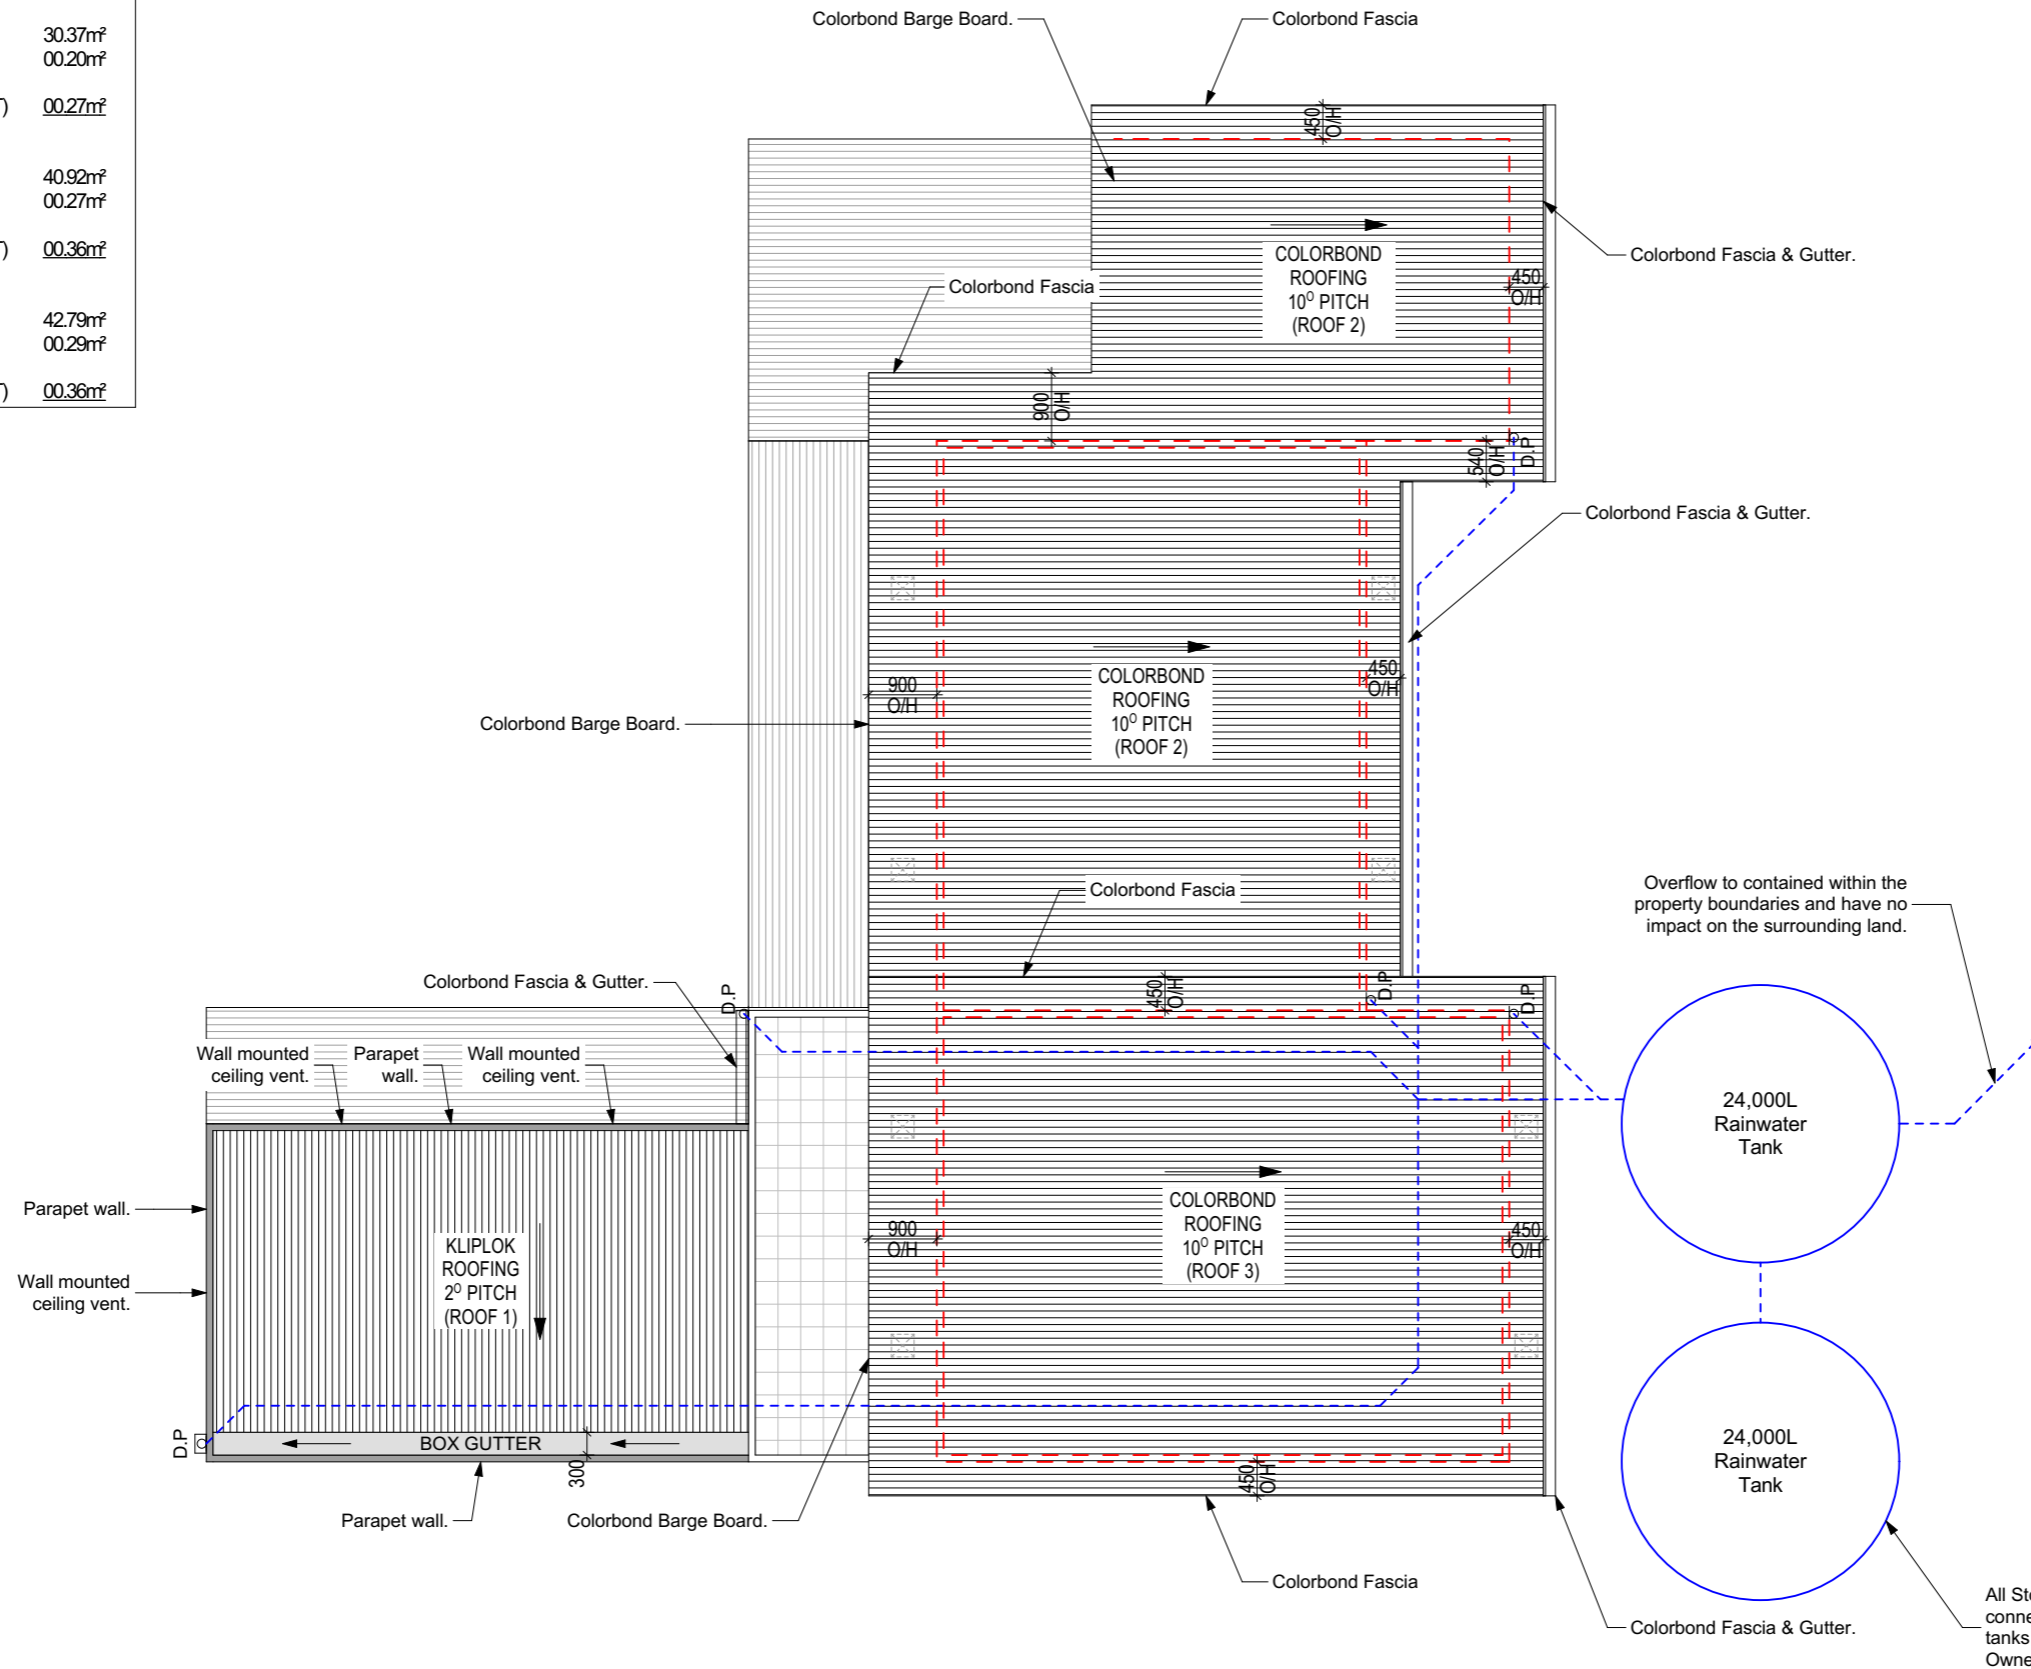 30.37m²
00.20m²
T) 00.27m²
40.92m²
00.27m²
T) 00.36m²
42.79m²
00.29m²
T) 00.36m²
Colorbond Barge Board.
Colorbond Fascia
450
O/H
COLORBOND
ROOFING
10⁰ PITCH
(ROOF 2)
Colorbond Fascia & Gutter.
450
O/H
Colorbond Fascia
900
O/H
540
O/H
D.P
Colorbond Fascia & Gutter.
COLORBOND
ROOFING
10⁰ PITCH
(ROOF 2)
900
O/H
450
O/H
Colorbond Barge Board.
Colorbond Fascia
Overflow to contained within the
property boundaries and have no
impact on the surrounding land.
Colorbond Fascia & Gutter.
D.P
450
O/H
D.P
D.P
Wall mounted
ceiling vent.
Parapet
wall.
Wall mounted
ceiling vent.
24,000L
Rainwater
Tank
Parapet wall.
Wall mounted
ceiling vent.
KLIPLOK
ROOFING
2⁰ PITCH
(ROOF 1)
900
O/H
COLORBOND
ROOFING
10⁰ PITCH
(ROOF 3)
450
O/H
D.P
BOX GUTTER
300
450
O/H
24,000L
Rainwater
Tank
Parapet wall.
Colorbond Barge Board.
Colorbond Fascia
Colorbond Fascia & Gutter.
All
tanks